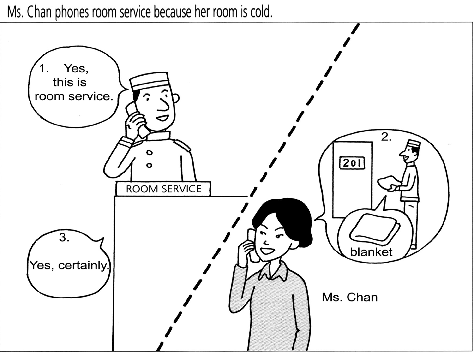 Ms. Chan phones room service because her room is cold.
1. Yes,
this is
room service.
ROOM SERVICE
2.
201
blanket
3.
Yes, certainly.
Ms. Chan